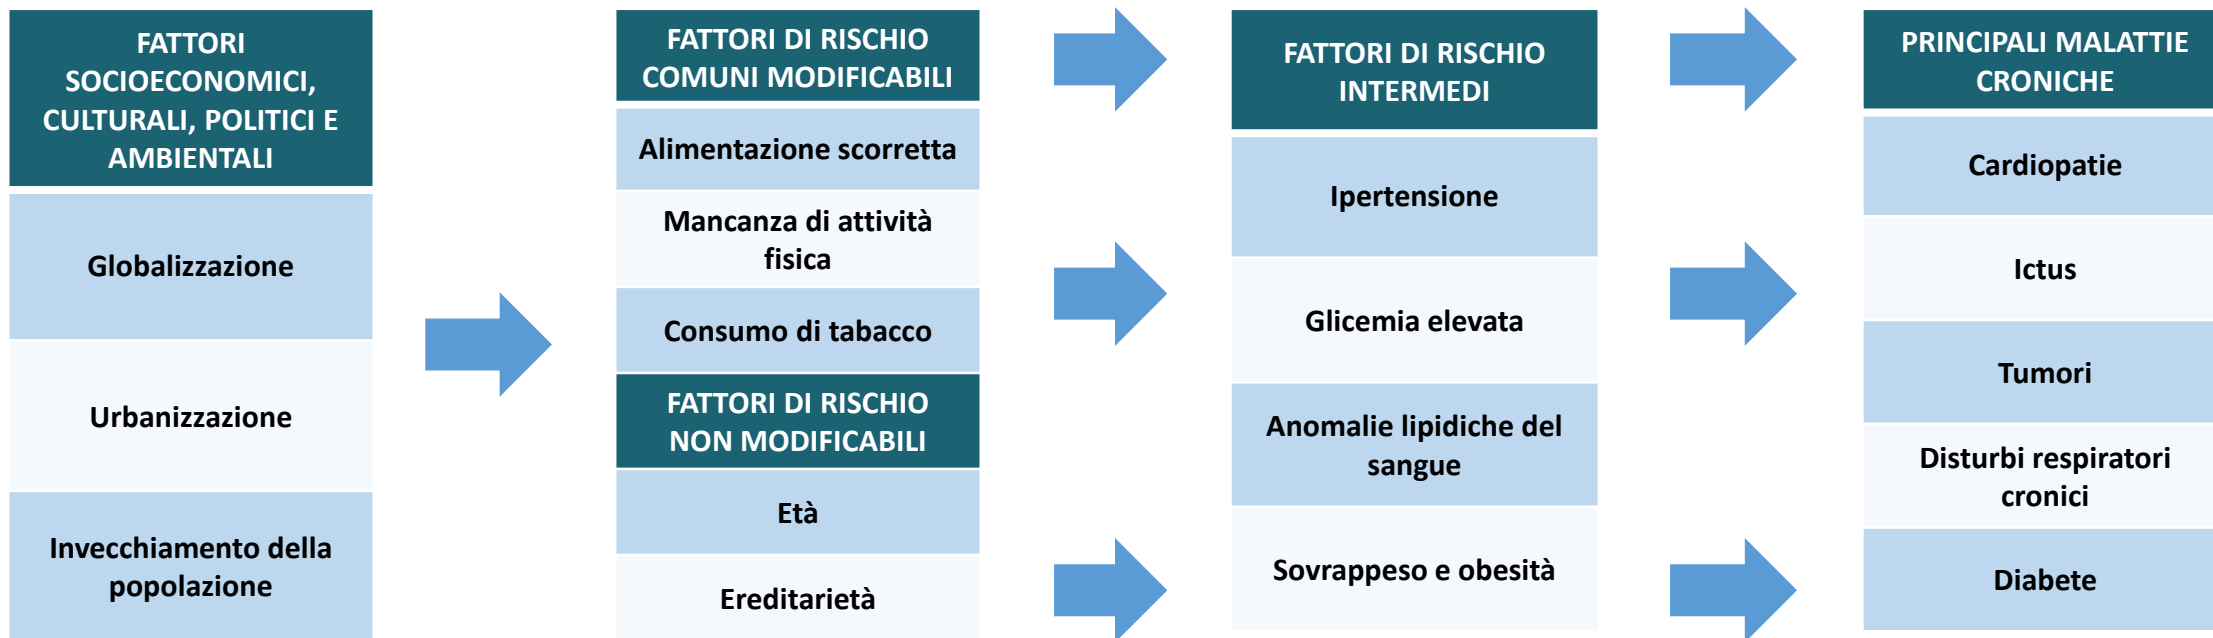 FATTORI
SOCIOECONOMICI,
CULTURALI, POLITICI E
AMBIENTALI
Globalizzazione
Urbanizzazione
Invecchiamento della
popolazione
FATTORI DI RISCHIO
COMUNI MODIFICABILI
Alimentazione scorretta
Mancanza di attività
fisica
Consumo di tabacco
FATTORI DI RISCHIO
NON MODIFICABILI
Età
Ereditarietà
FATTORI DI RISCHIO
INTERMEDI
Ipertensione
Glicemia elevata
Anomalie lipidiche del
sangue
Sovrappeso e obesità
PRINCIPALI MALATTIE
CRONICHE
Cardiopatie
Ictus
Tumori
Disturbi respiratori
cronici
Diabete